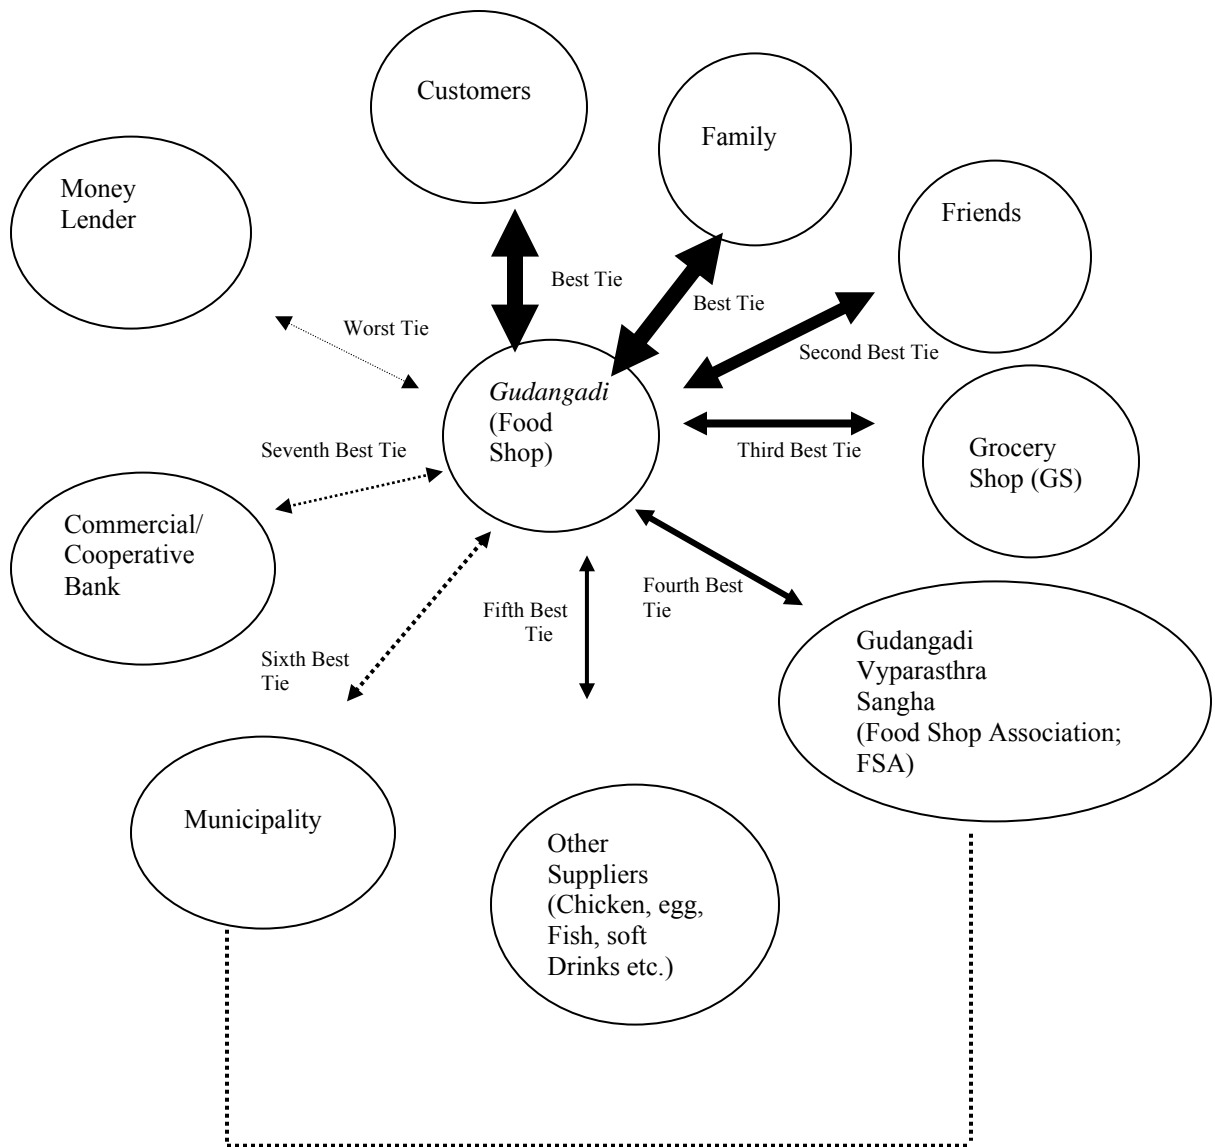 Customers
Family
Money
Lender
Friends
Best Tie
Best Tie
Worst Tie
Second Best Tie
Gudangadi
(Food
Shop)
Seventh Best Tie
Third Best Tie
Grocery
Shop (GS)
Commercial/
Cooperative
Bank
Fourth Best
Tie
Fifth Best
Tie
Sixth Best
Tie
Gudangadi
Vyparasthra
Sangha
(Food Shop Association;
FSA)
Municipality
Other
Suppliers
(Chicken, egg,
Fish, soft
Drinks etc.)